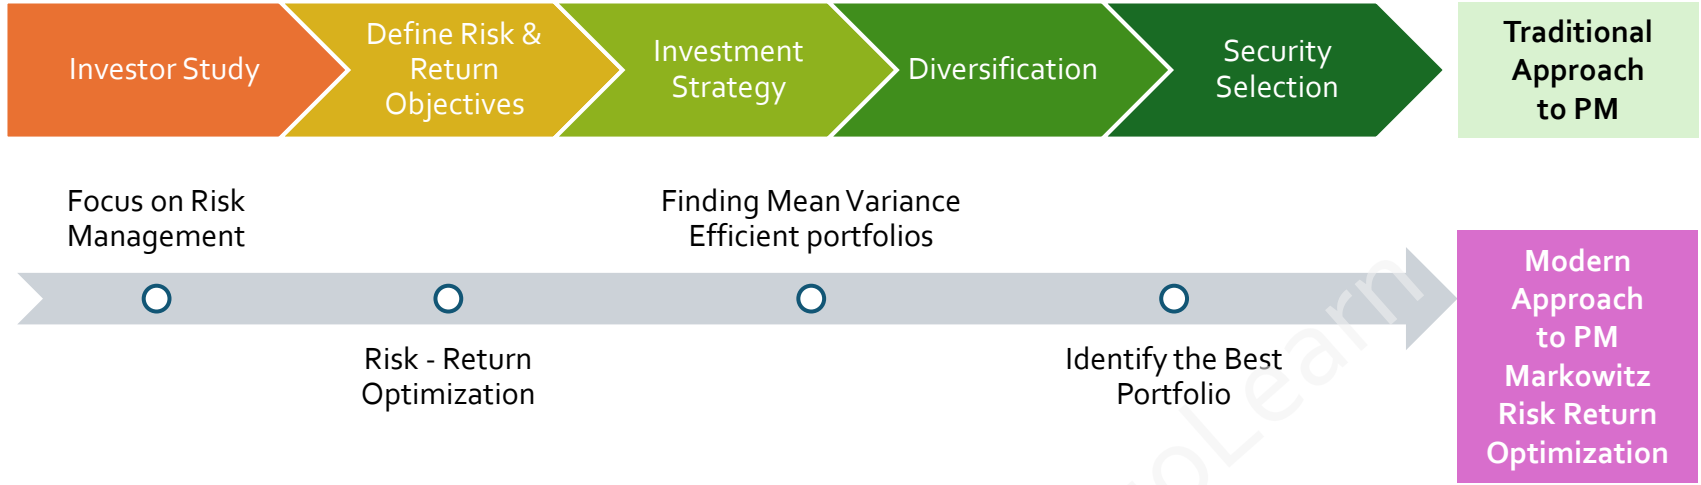 Investor Study
Define Risk &
Return
Objectives
Investment
Strategy
Diversification
Security
Selection
Traditional
Approach
to PM
Focus on Risk
Management
Finding Mean Variance
Efficient portfolios
Risk - Return
Optimization
Identify the Best
Portfolio
Modern
Approach
to PM
Markowitz
Risk Return
Optimization